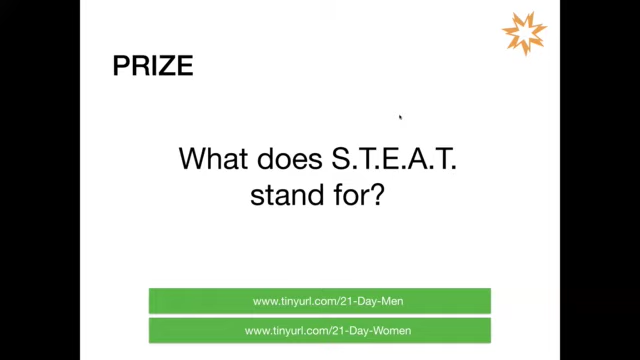 PRIZE
What does S.T.E.A.T.
stand for?
www.tinyurl.com/21-Day-Men
www.tinyurl.com/21-Day-Women